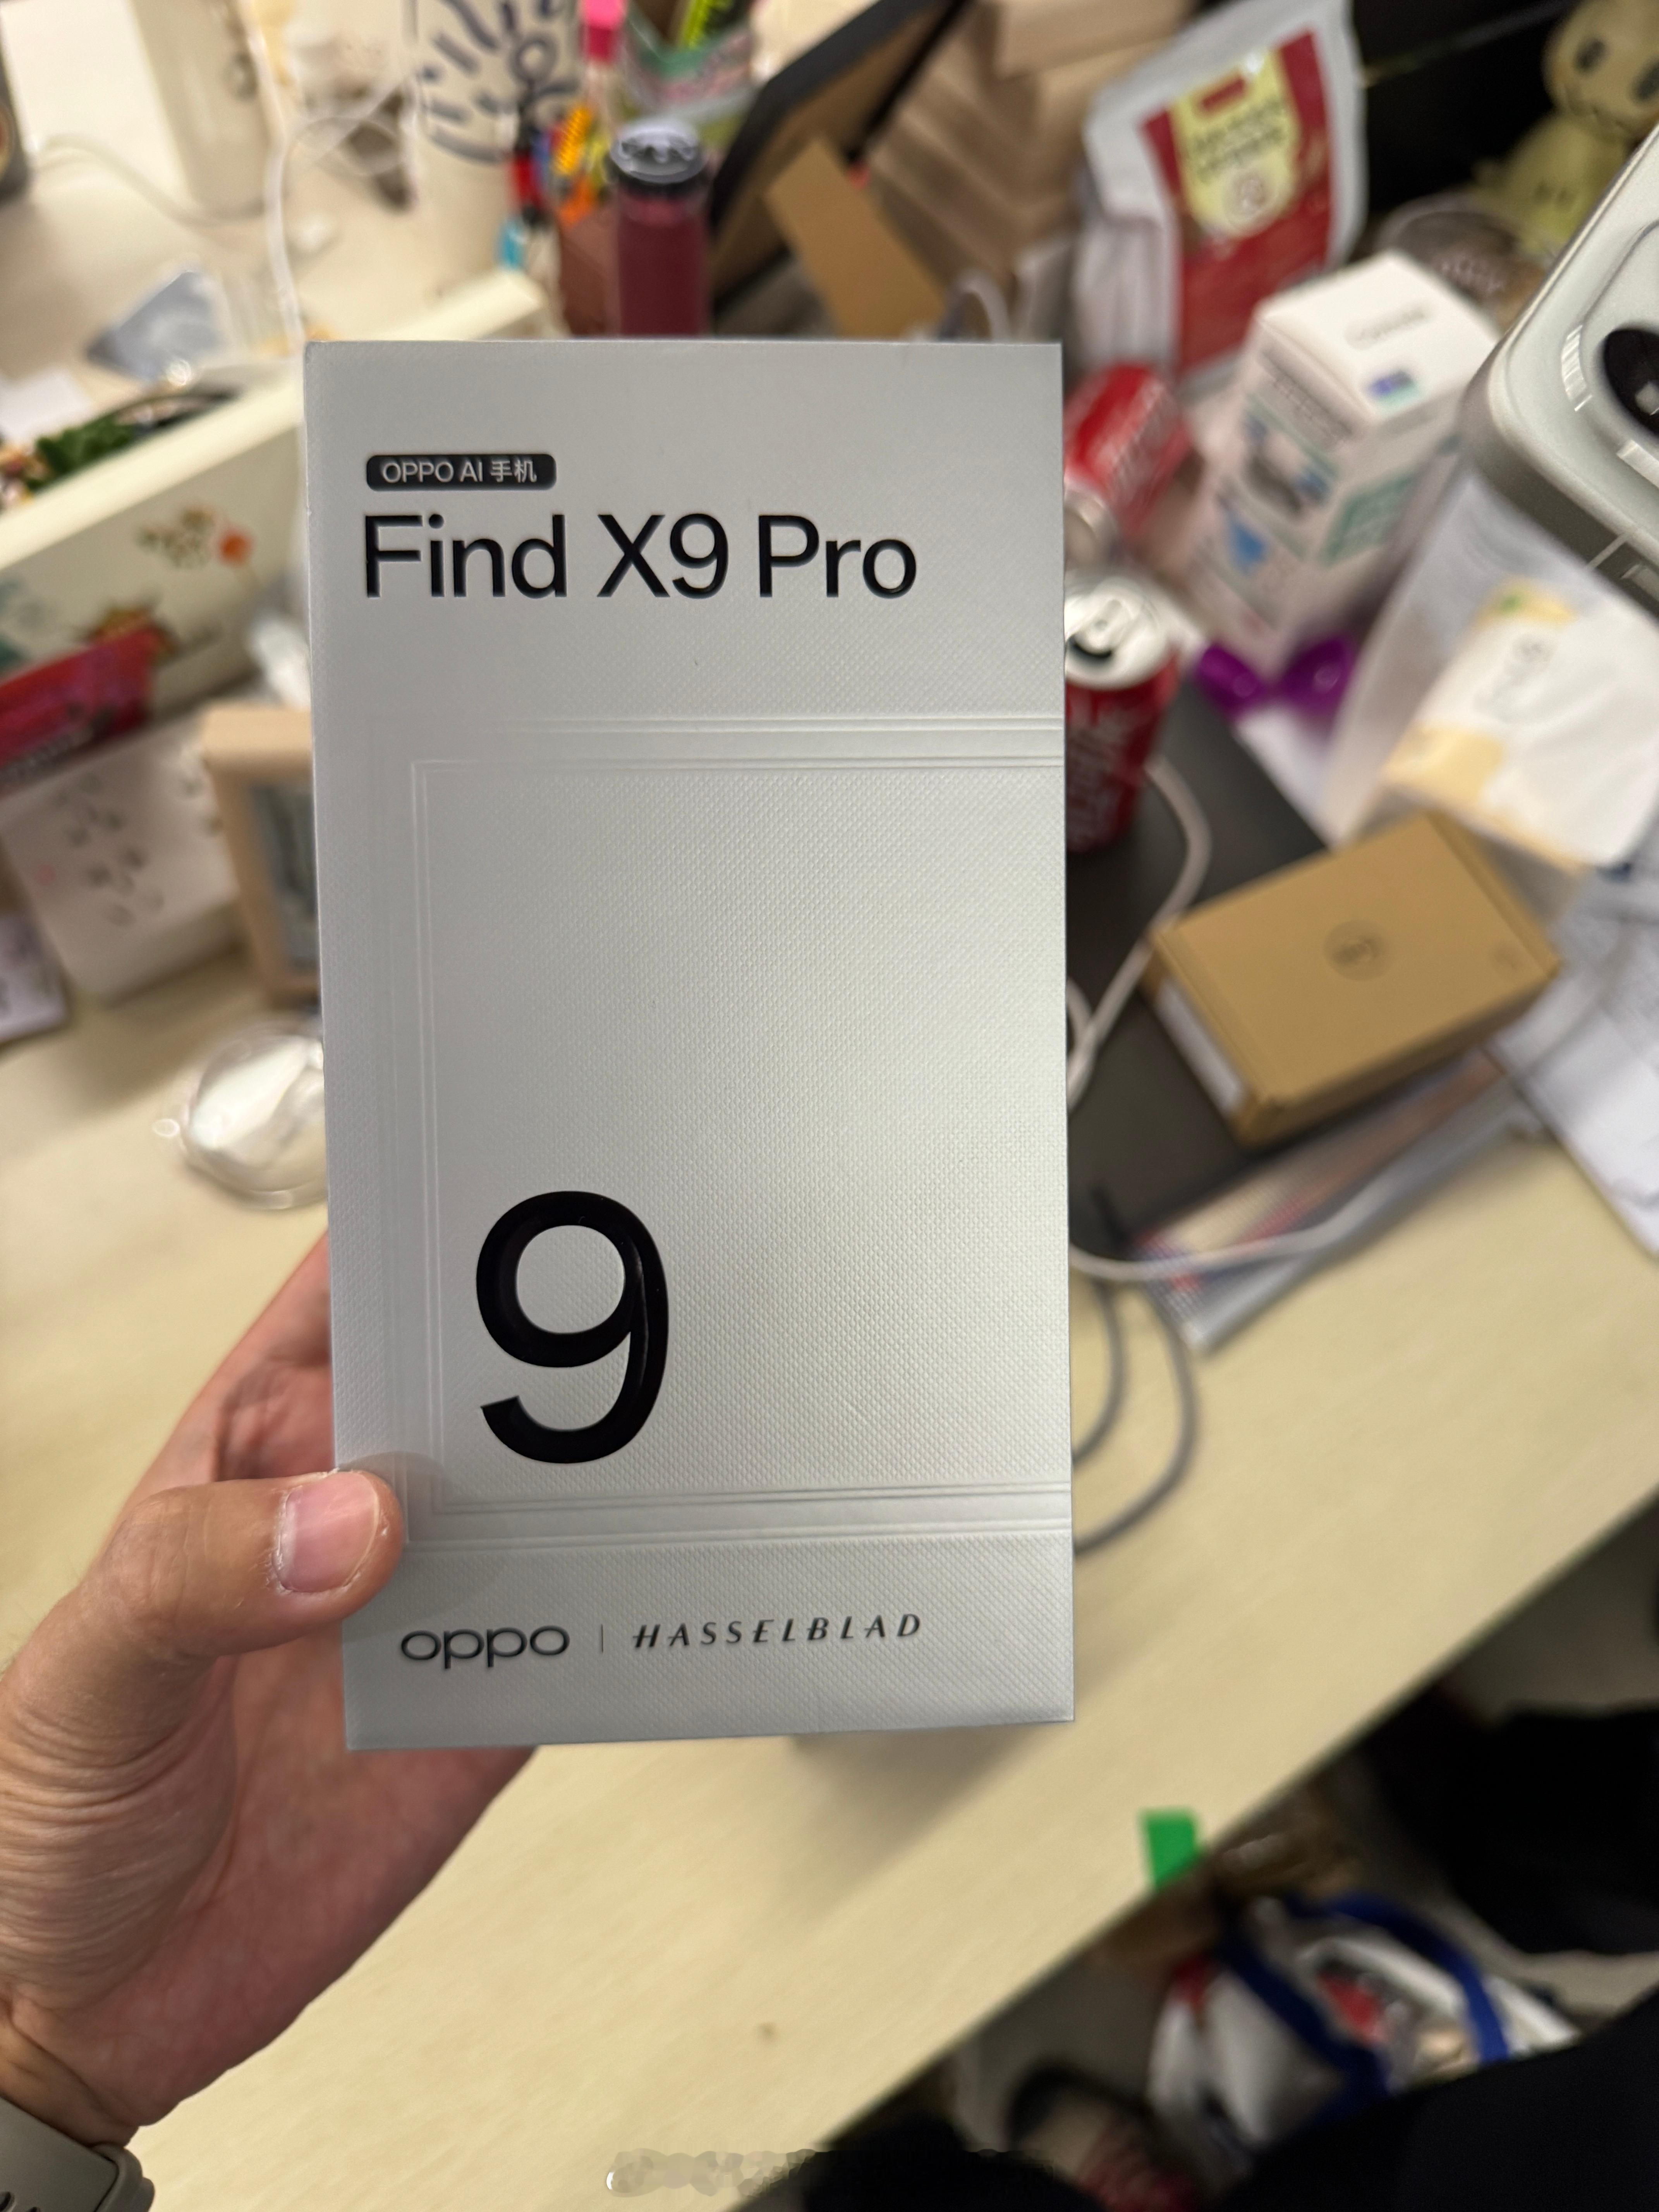 OPPO AI 手机
Find X9 Pro
9
oppo | HASSELBLAD